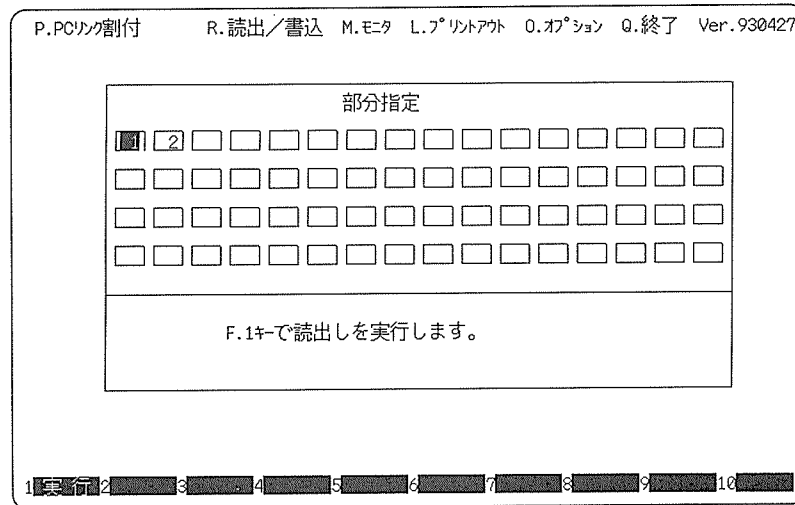 P.PCﾘﾝｸ割付 R.読出／書込 M.ﾓﾆﾀ L.ﾌﾟﾘﾝﾄｱｳﾄ O.ｵﾌﾟｼｮﾝ Q.終了 Ver.930427
部分指定
1 2
F.1ｷｰで読出しを実行します。
1 実行 2 3 4 5 6 7 8 9 10